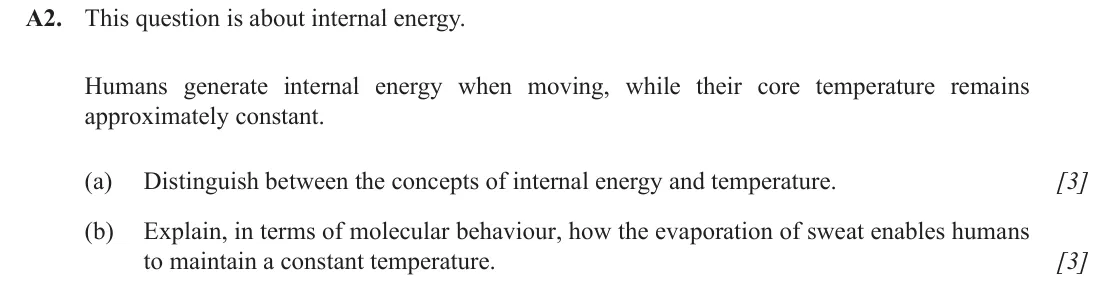 A2. This question is about internal energy.
Humans generate internal energy when moving, while their core temperature remains
approximately constant.
(a) Distinguish between the concepts of internal energy and temperature. [3]
(b) Explain, in terms of molecular behaviour, how the evaporation of sweat enables humans
to maintain a constant temperature. [3]